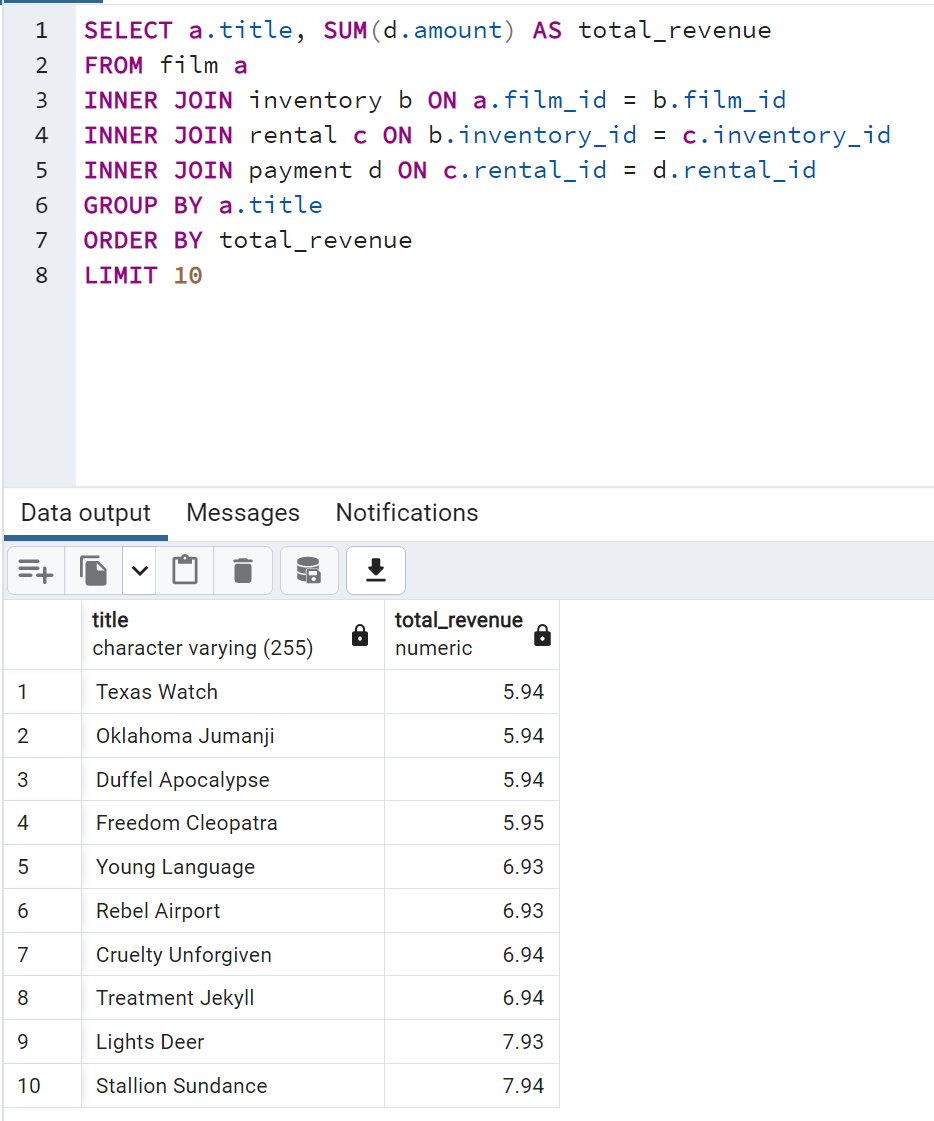 1 SELECT a.title, SUM(d.amount) AS total_revenue
2 FROM film a
3 INNER JOIN inventory b ON a.film_id = b.film_id
4 INNER JOIN rental c ON b.inventory_id = c.inventory_id
5 INNER JOIN payment d ON c.rental_id = d.rental_id
6 GROUP BY a.title
7 ORDER BY total_revenue
8 LIMIT 10
Data output Messages Notifications
title total_revenue
character varying (255) numeric
1 Texas Watch 5.94
2 Oklahoma Jumanji 5.94
3 Duffel Apocalypse 5.94
4 Freedom Cleopatra 5.95
5 Young Language 6.93
6 Rebel Airport 6.93
7 Cruelty Unforgiven 6.94
8 Treatment Jekyll 6.94
9 Lights Deer 7.93
10 Stallion Sundance 7.94